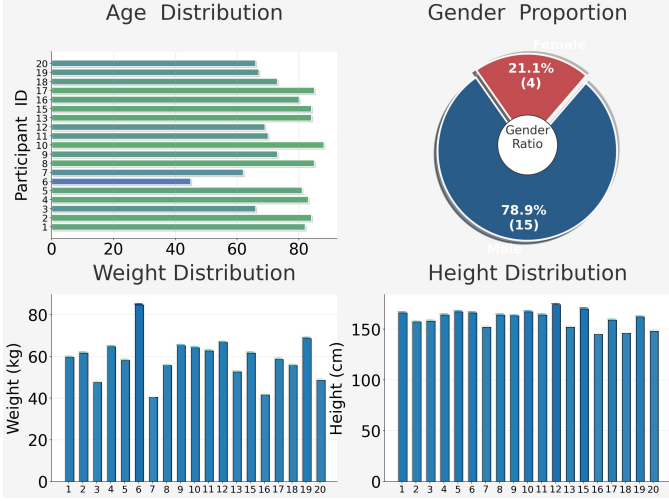 Age  Distribution
Participant  ID
20
19
18
17
16
15
13
12
11
10
9
8
7
6
5
4
3
2
1
0 20 40 60 80
Gender  Proportion
Female
21.1%
(4)
Gender
Ratio
78.9%
(15)
Male
Weight Distribution
Weight (kg)
80
60
40
20
0
1 2 3 4 5 6 7 8 9 10 11 12 13 15 16 17 18 19 20
Height Distribution
Height (cm)
150
100
50
0
1 2 3 4 5 6 7 8 9 10 11 12 13 15 16 17 18 19 20